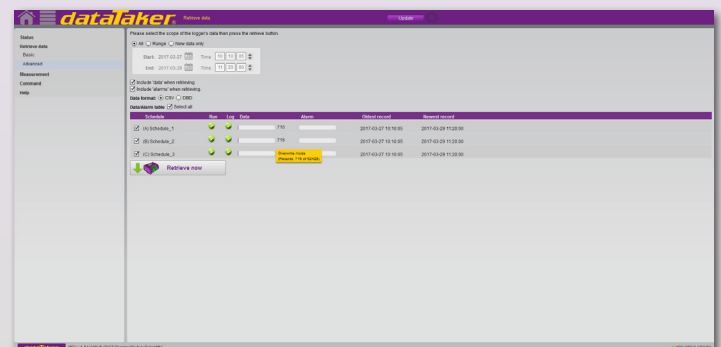 dataTaker.
Retrieve data
Update
Status
Retrieve data
Basic
Advanced
Measurement
Command
Help
Please select the scope of the logger's data then press the retrieve button.
All Range New data only
Start: 2017-03-27 Time: 10 10 05
End: 2017-03-29 Time: 11 20 00
Include 'data' when retrieving.
Include 'alarms' when retrieving.
Data format: CSV DBD
Data/Alarm table: Select all
Schedule Run Log Data Alarm Oldest record Newest record
(A) Schedule_1 719 2017-03-27 10:10:05 2017-03-29 11:20:00
(B) Schedule_2 719 2017-03-27 10:10:05 2017-03-29 11:20:00
(C) Schedule_3 2017-03-27 10:10:05 2017-03-29 11:20:00
Overwrite mode
Retrieve now